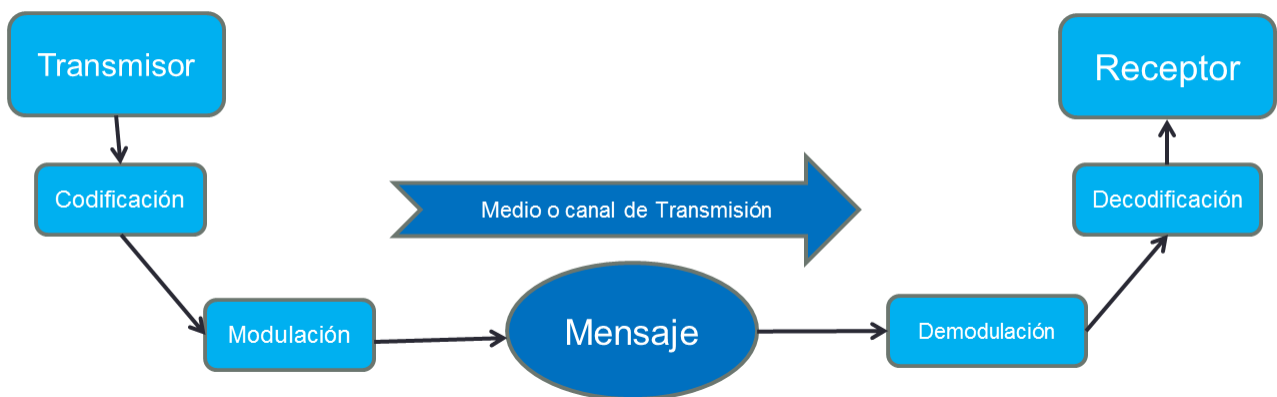 Transmisor
Receptor
Codificación
Medio o canal de Transmisión
Decodificación
Modulación
Mensaje
Demodulación